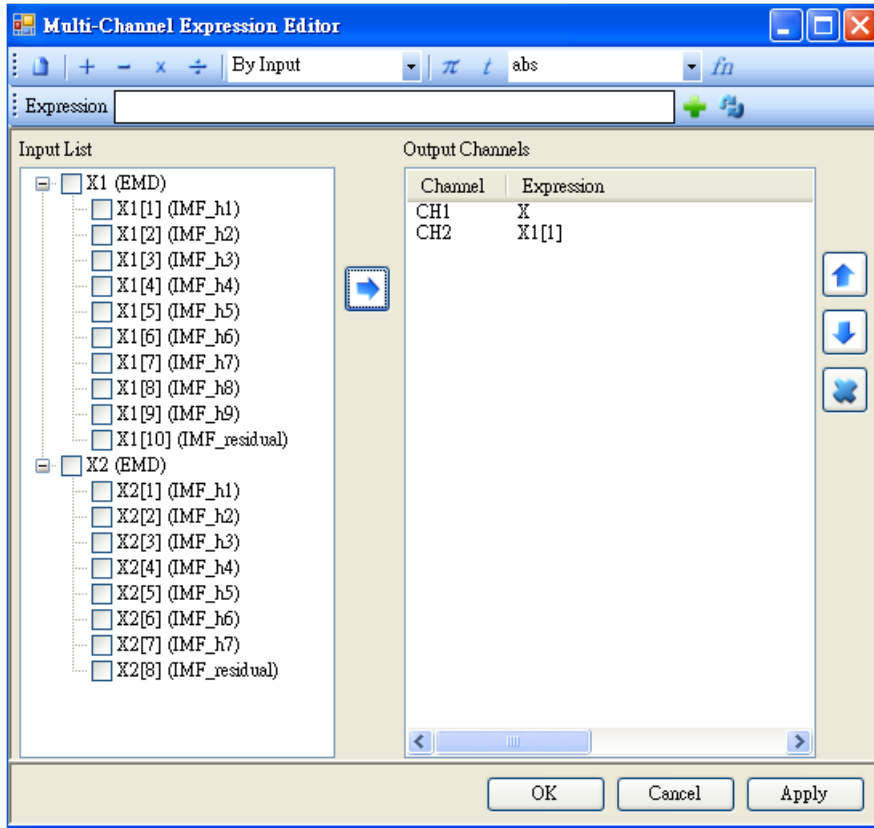 Multi-Channel Expression Editor
+ − × ÷ By Input π t abs fn
Expression
Input List
X1 (EMD)
X1[1] (IMF_h1)
X1[2] (IMF_h2)
X1[3] (IMF_h3)
X1[4] (IMF_h4)
X1[5] (IMF_h5)
X1[6] (IMF_h6)
X1[7] (IMF_h7)
X1[8] (IMF_h8)
X1[9] (IMF_h9)
X1[10] (IMF_residual)
X2 (EMD)
X2[1] (IMF_h1)
X2[2] (IMF_h2)
X2[3] (IMF_h3)
X2[4] (IMF_h4)
X2[5] (IMF_h5)
X2[6] (IMF_h6)
X2[7] (IMF_h7)
X2[8] (IMF_residual)
Output Channels
Channel Expression
CH1 X
CH2 X1[1]
OK Cancel Apply